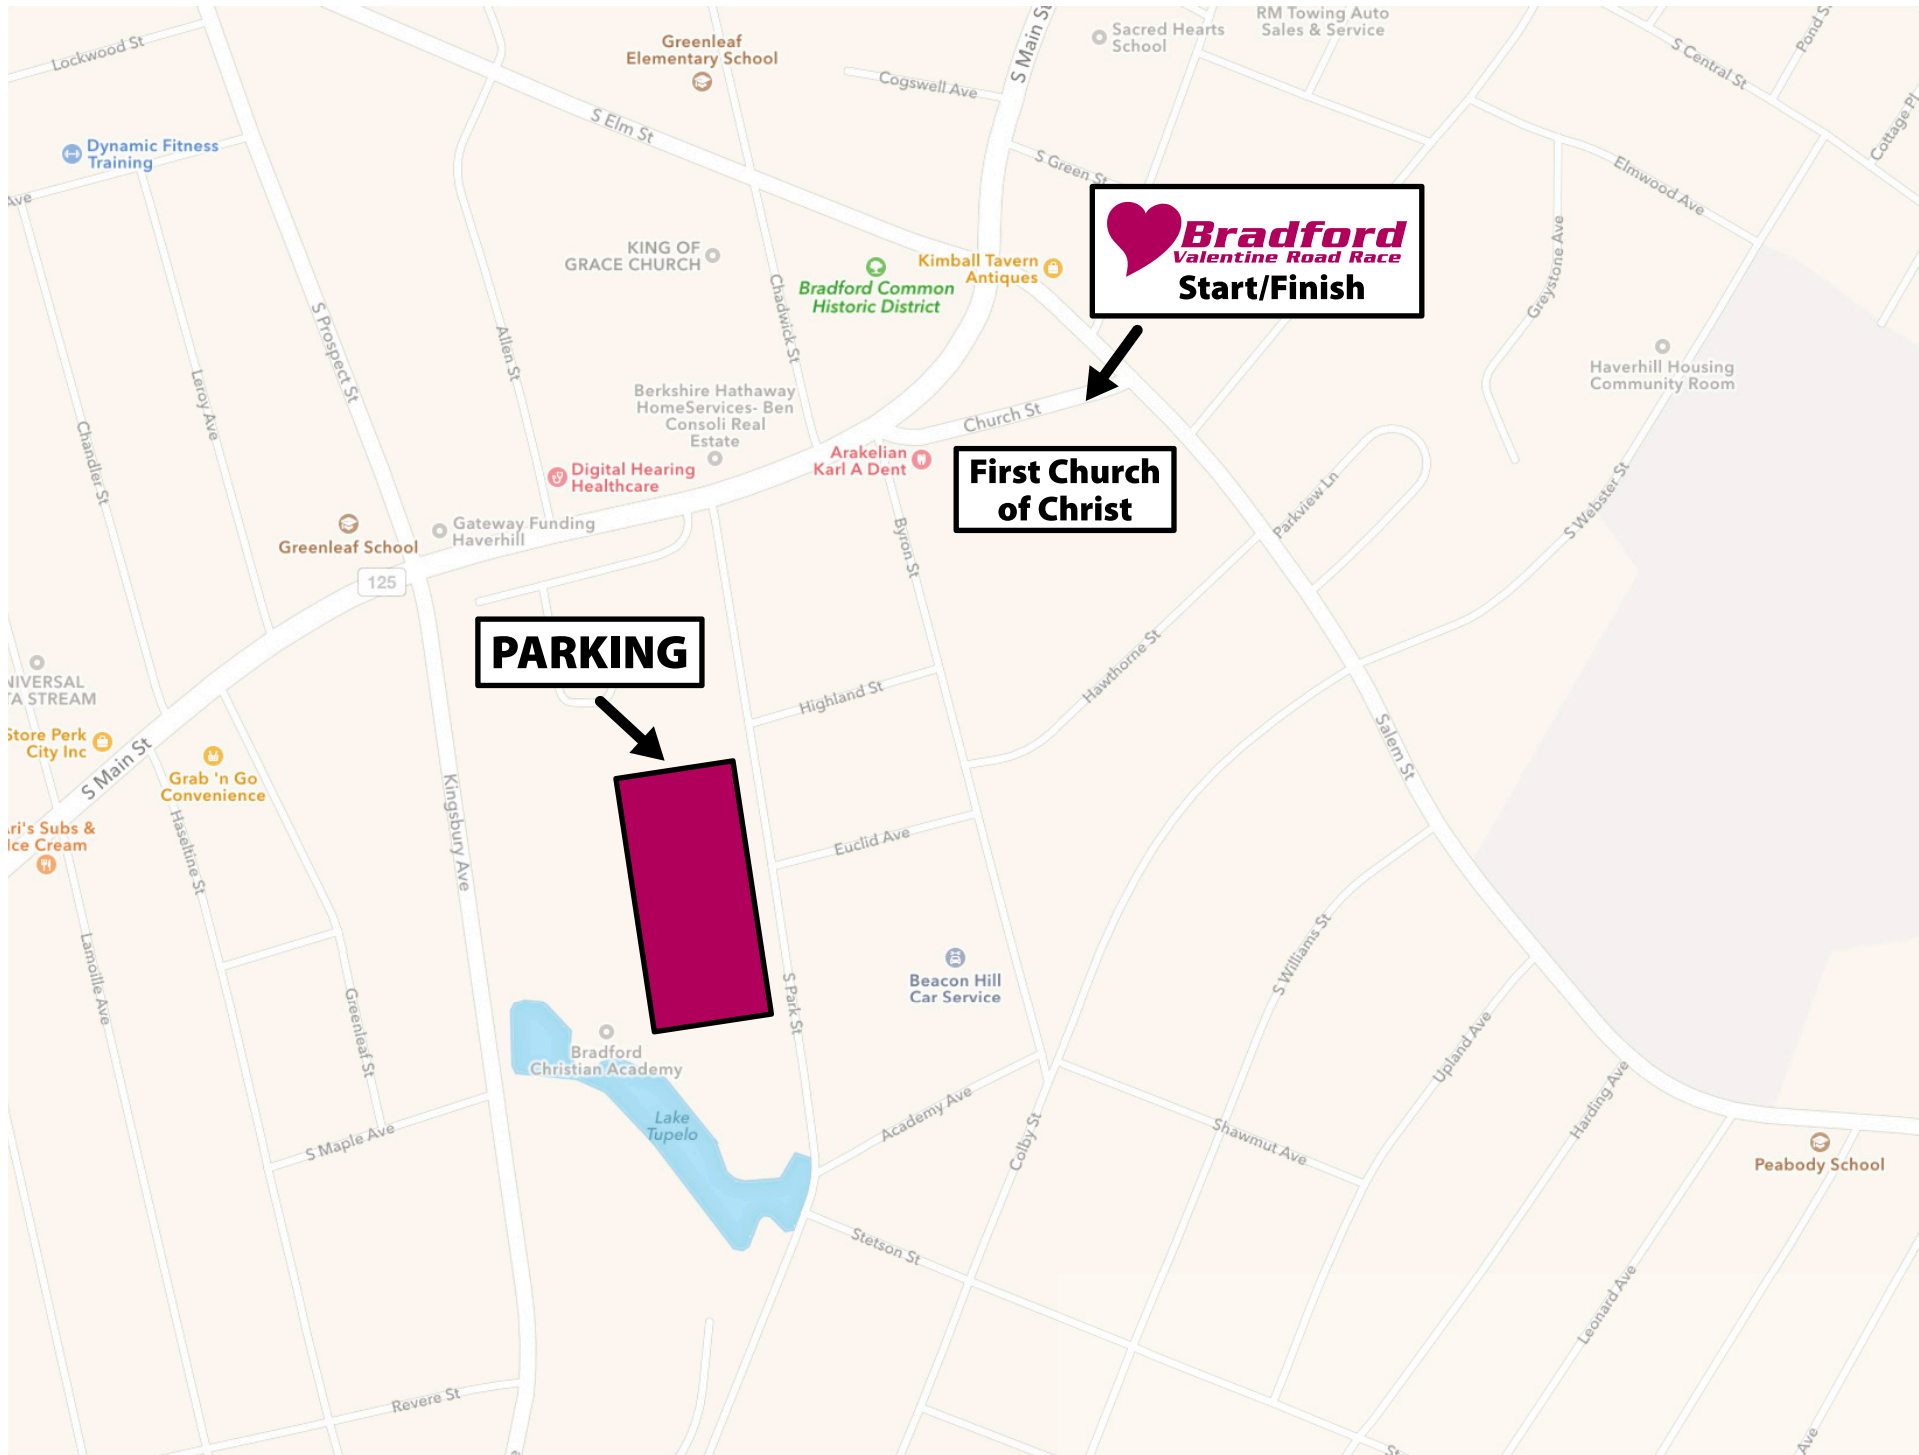 Lockwood St
Greenleaf
Elementary School
S Main St
Sacred Hearts
School
RM Towing Auto
Sales & Service
S Central St
Cottage Pl
Cogswell Ave
S Elm St
Dynamic Fitness
Training
Ave
S Green St
Elmwood Ave
Bradford
Valentine Road Race
Start/Finish
KING OF
GRACE CHURCH
Bradford Common
Historic District
Kimball Tavern
Antiques
Chadwick St
Greystone Ave
S Prospect St
Allen St
Leroy Ave
Haverhill Housing
Community Room
Berkshire Hathaway
HomeServices- Ben
Consoli Real
Estate
Church St
Chandler St
Arakelian
Karl A Dent
First Church
of Christ
Digital Hearing
Healthcare
Parkview Ln
S Webster St
Gateway Funding
Haverhill
Greenleaf School
125
Byron St
PARKING
Hawthorne St
Highland St
NIVERSAL
TA STREAM
Store Perk
City Inc
S Main St
Grab 'n Go
Convenience
Salem St
Kingsbury Ave
ri's Subs &
Ice Cream
Haseltine St
Euclid Ave
Lamoille Ave
Greenleaf St
S Park St
Beacon Hill
Car Service
S Williams St
Upland Ave
Harding Ave
Bradford
Christian Academy
Lake
Tupelo
Academy Ave
Colby St
Shawmut Ave
S Maple Ave
Peabody School
Stetson St
Leonard Ave
Revere St
Ave